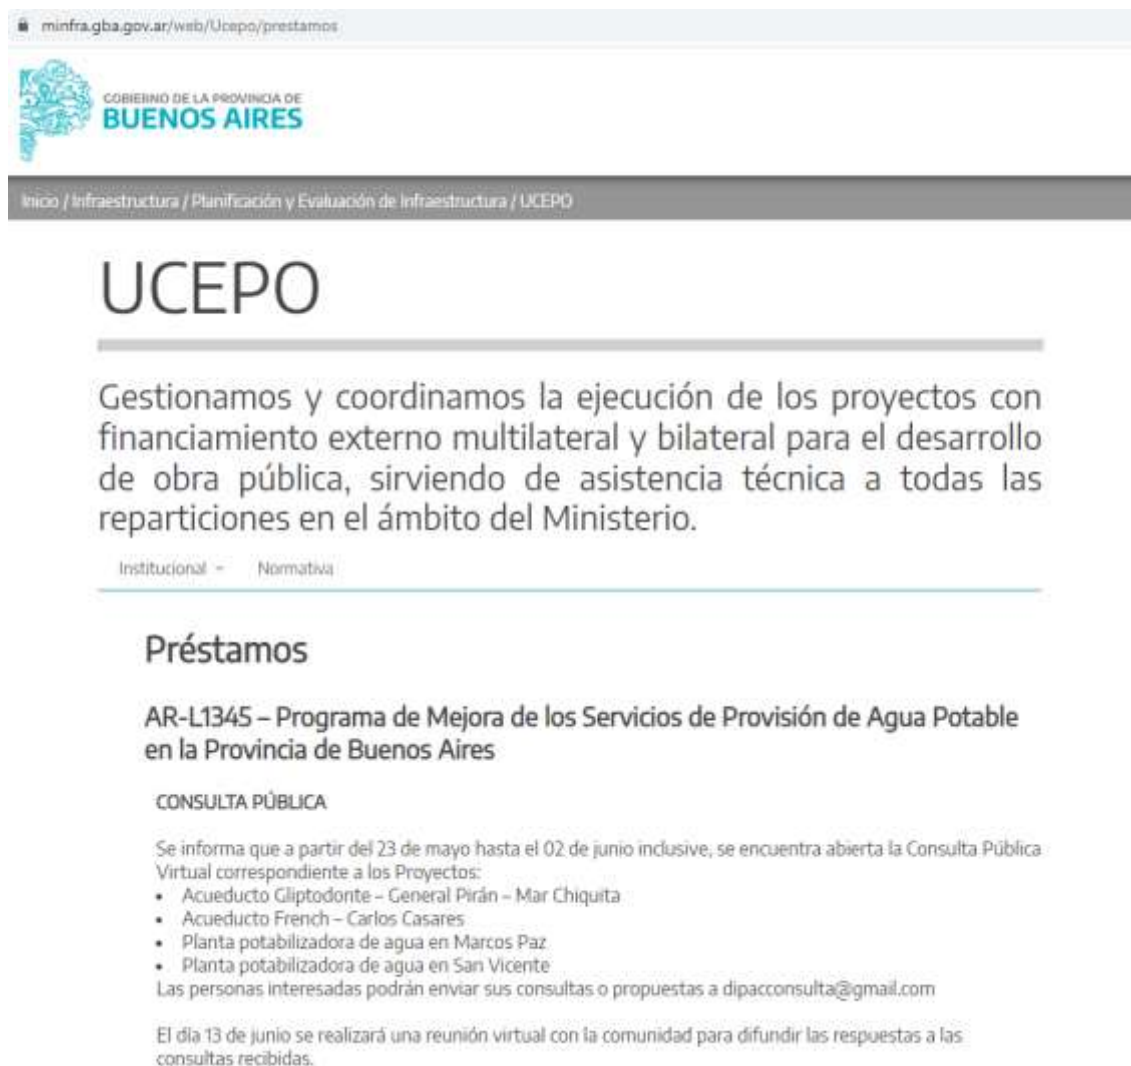 minfra.gba.gov.ar/web/Ucepo/prestamos
GOBIERNO DE LA PROVINCIA DE
BUENOS AIRES
Inicio / Infraestructura / Planificación y Evaluación de Infraestructura / UCEPO
UCEPO
Gestionamos y coordinamos la ejecución de los proyectos con
financiamiento externo multilateral y bilateral para el desarrollo
de obra pública, sirviendo de asistencia técnica a todas las
reparticiones en el ámbito del Ministerio.
Institucional Normativa
Préstamos
AR-L1345 – Programa de Mejora de los Servicios de Provisión de Agua Potable
en la Provincia de Buenos Aires
CONSULTA PÚBLICA
Se informa que a partir del 23 de mayo hasta el 02 de junio inclusive, se encuentra abierta la Consulta Pública
Virtual correspondiente a los Proyectos:
• Acueducto Gliptodonte – General Pirán – Mar Chiquita
• Acueducto French – Carlos Casares
• Planta potabilizadora de agua en Marcos Paz
• Planta potabilizadora de agua en San Vicente
Las personas interesadas podrán enviar sus consultas o propuestas a dipacconsulta@gmail.com
El día 13 de junio se realizará una reunión virtual con la comunidad para difundir las respuestas a las
consultas recibidas.